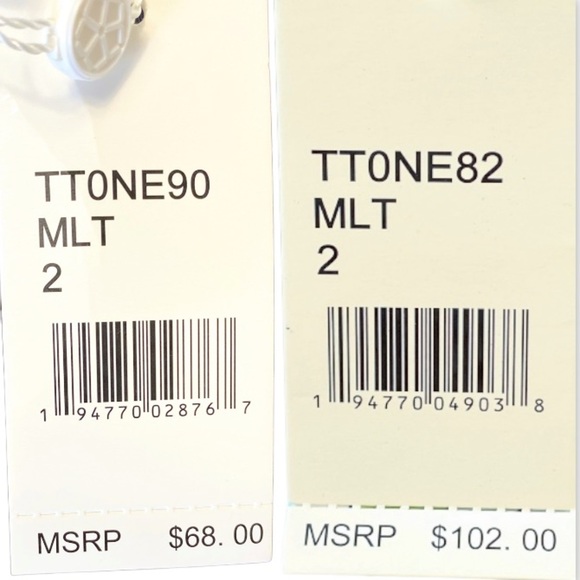 TT0NE90
MLT
2
1 94770 02876 7
MSRP $68. 00
TT0NE82
MLT
2
1 94770 04903 8
MSRP $102. 00